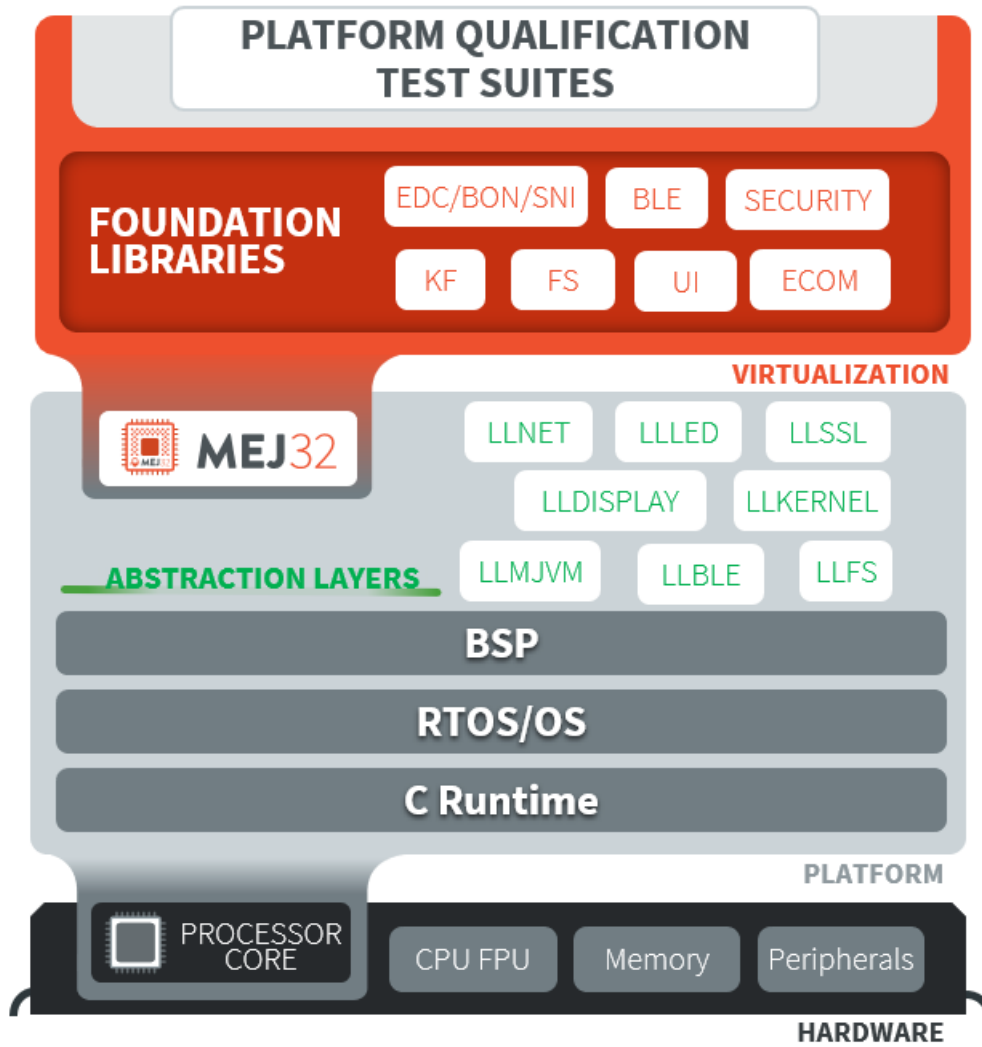 PLATFORM QUALIFICATION
TEST SUITES
FOUNDATION
LIBRARIES
EDC/BON/SNI
BLE
SECURITY
KF
FS
UI
ECOM
VIRTUALIZATION
MEJ32
MEJ32
LLNET
LLLED
LLSSL
LLDISPLAY
LLKERNEL
ABSTRACTION LAYERS
LLMJVM
LLBLE
LLFS
BSP
RTOS/OS
C Runtime
PLATFORM
PROCESSOR
CORE
CPU FPU
Memory
Peripherals
HARDWARE